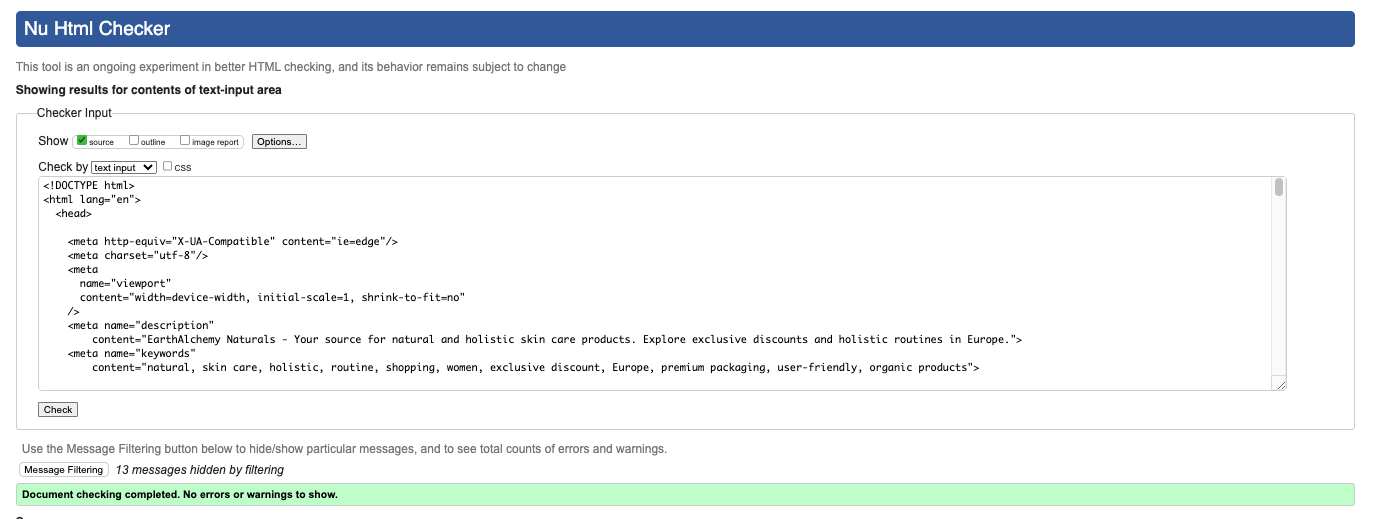 Nu Html Checker
This tool is an ongoing experiment in better HTML checking, and its behavior remains subject to change
Showing results for contents of text-input area
Checker Input
Show source outline image report Options...
Check by text input css
<!DOCTYPE html>
<html lang="en">
<head>
<meta http-equiv="X-UA-Compatible" content="ie=edge"/>
<meta charset="utf-8"/>
<meta
name="viewport"
content="width=device-width, initial-scale=1, shrink-to-fit=no"
/>
<meta name="description"
content="EarthAlchemy Naturals - Your source for natural and holistic skin care products. Explore exclusive discounts and holistic routines in Europe.">
<meta name="keywords"
content="natural, skin care, holistic, routine, shopping, women, exclusive discount, Europe, premium packaging, user-friendly, organic products">
Check
Use the Message Filtering button below to hide/show particular messages, and to see total counts of errors and warnings.
Message Filtering 13 messages hidden by filtering
Document checking completed. No errors or warnings to show.